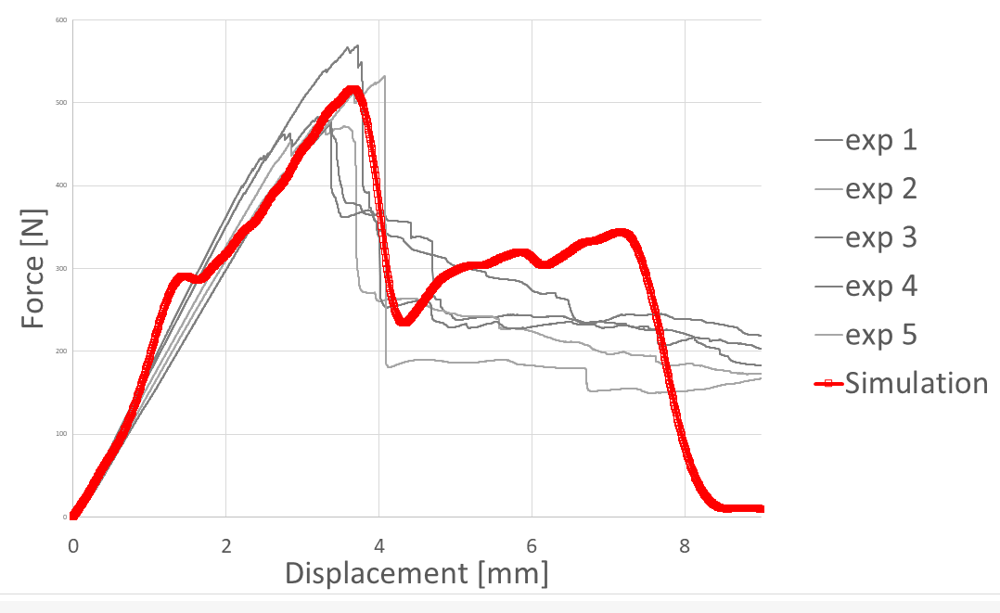 600
500
400
300
200
100
0
Force [N]
0 2 4 6 8
Displacement [mm]
exp 1
exp 2
exp 3
exp 4
exp 5
Simulation